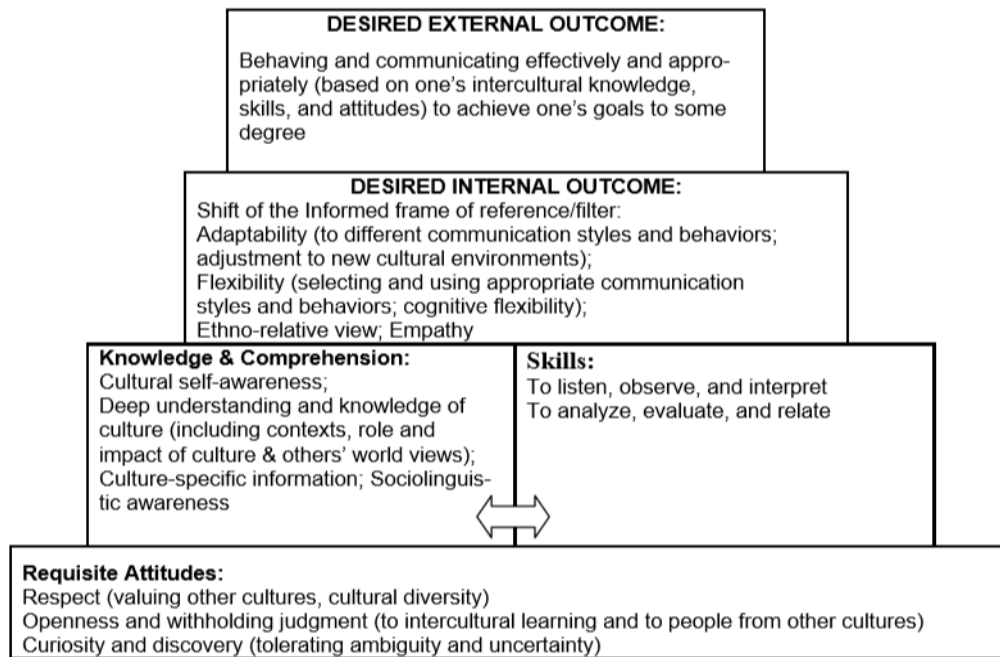 DESIRED EXTERNAL OUTCOME:
Behaving and communicating effectively and appro-
priately (based on one's intercultural knowledge,
skills, and attitudes) to achieve one's goals to some
degree
DESIRED INTERNAL OUTCOME:
Shift of the Informed frame of reference/filter:
Adaptability (to different communication styles and behaviors;
adjustment to new cultural environments);
Flexibility (selecting and using appropriate communication
styles and behaviors; cognitive flexibility);
Ethno-relative view; Empathy
Knowledge & Comprehension:
Cultural self-awareness;
Deep understanding and knowledge of
culture (including contexts, role and
impact of culture & others' world views);
Culture-specific information; Sociolinguis-
tic awareness
Skills:
To listen, observe, and interpret
To analyze, evaluate, and relate
Requisite Attitudes:
Respect (valuing other cultures, cultural diversity)
Openness and withholding judgment (to intercultural learning and to people from other cultures)
Curiosity and discovery (tolerating ambiguity and uncertainty)